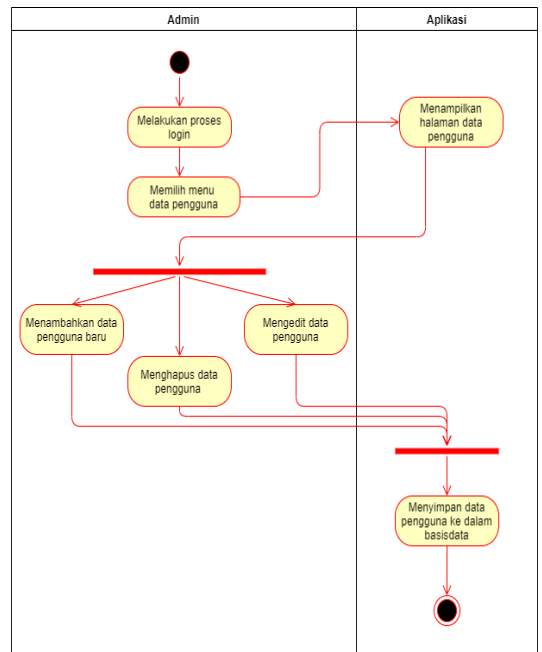 Admin
Aplikasi
Melakukan proses
login
Menampilkan
halaman data
pengguna
Memilih menu
data pengguna
Menambahkan data
pengguna baru
Mengedit data
pengguna
Menghapus data
pengguna
Menyimpan data
pengguna ke dalam
basisdata